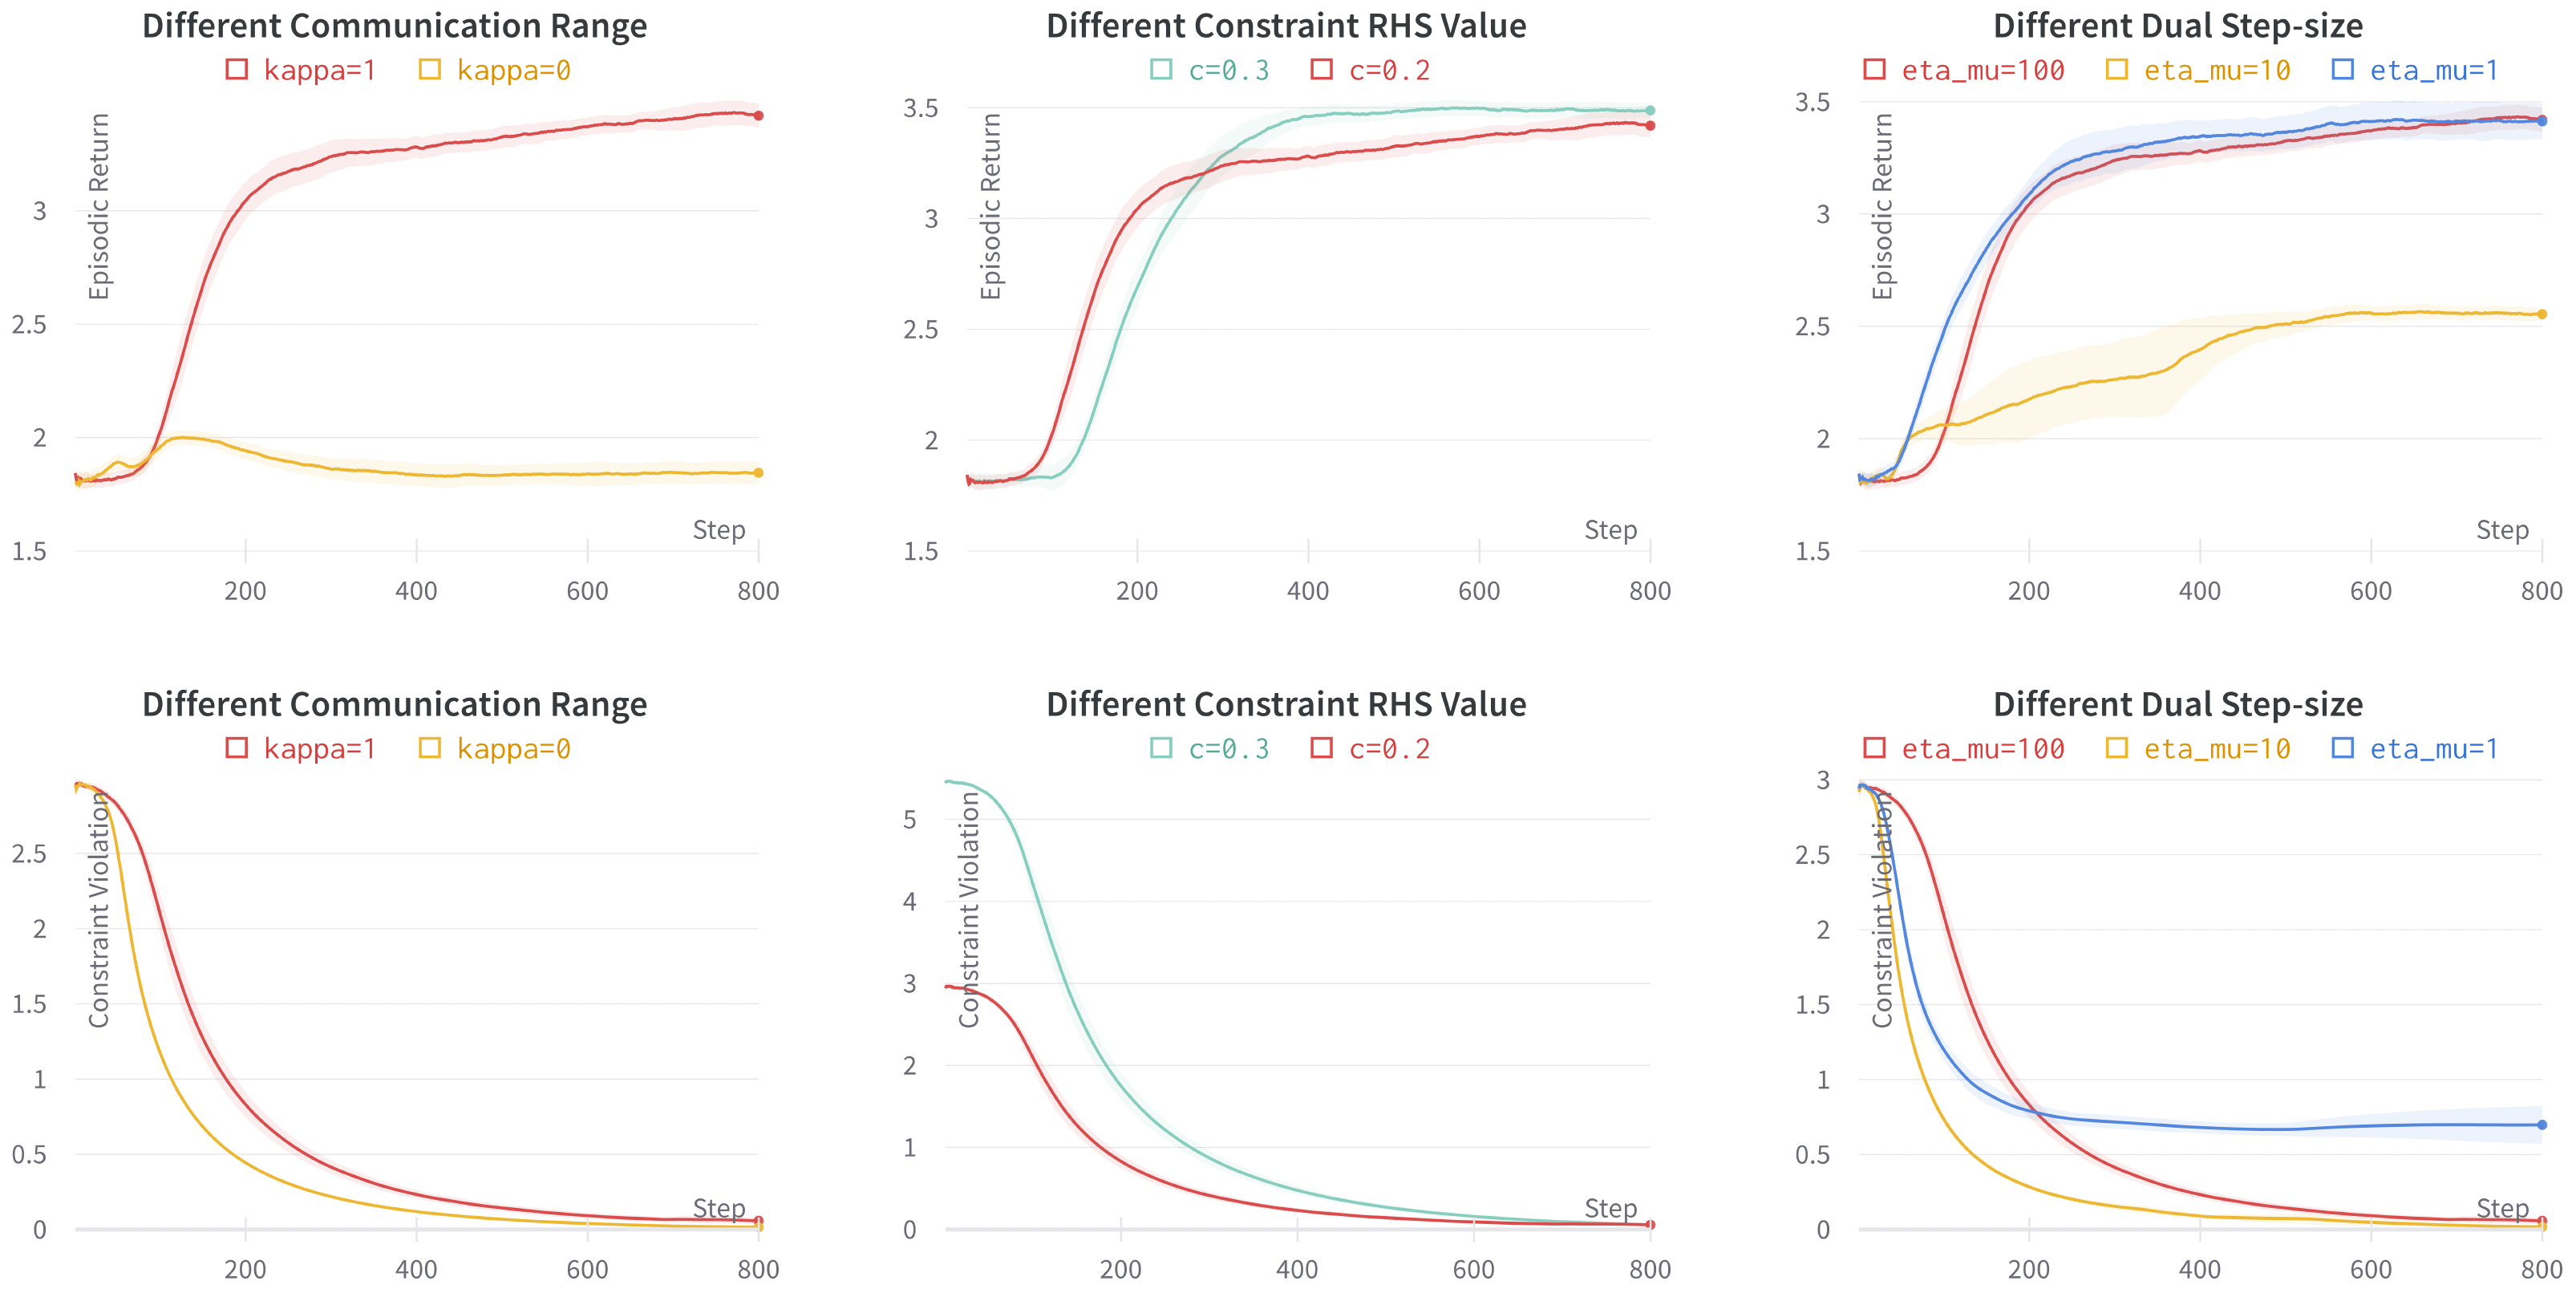 Different Communication Range
kappa=1 kappa=0
Episodic Return
3
2.5
2
1.5
Step
200 400 600 800
Different Constraint RHS Value
c=0.3 c=0.2
Episodic Return
3.5
3
2.5
2
1.5
Step
200 400 600 800
Different Dual Step-size
eta_mu=100 eta_mu=10 eta_mu=1
Episodic Return
3.5
3
2.5
2
1.5
Step
200 400 600 800
Different Communication Range
kappa=1 kappa=0
Constraint Violation
2.5
2
1.5
1
0.5
0
Step
200 400 600 800
Different Constraint RHS Value
c=0.3 c=0.2
Constraint Violation
5
4
3
2
1
0
Step
200 400 600 800
Different Dual Step-size
eta_mu=100 eta_mu=10 eta_mu=1
Constraint Violation
3
2.5
2
1.5
1
0.5
0
Step
200 400 600 800